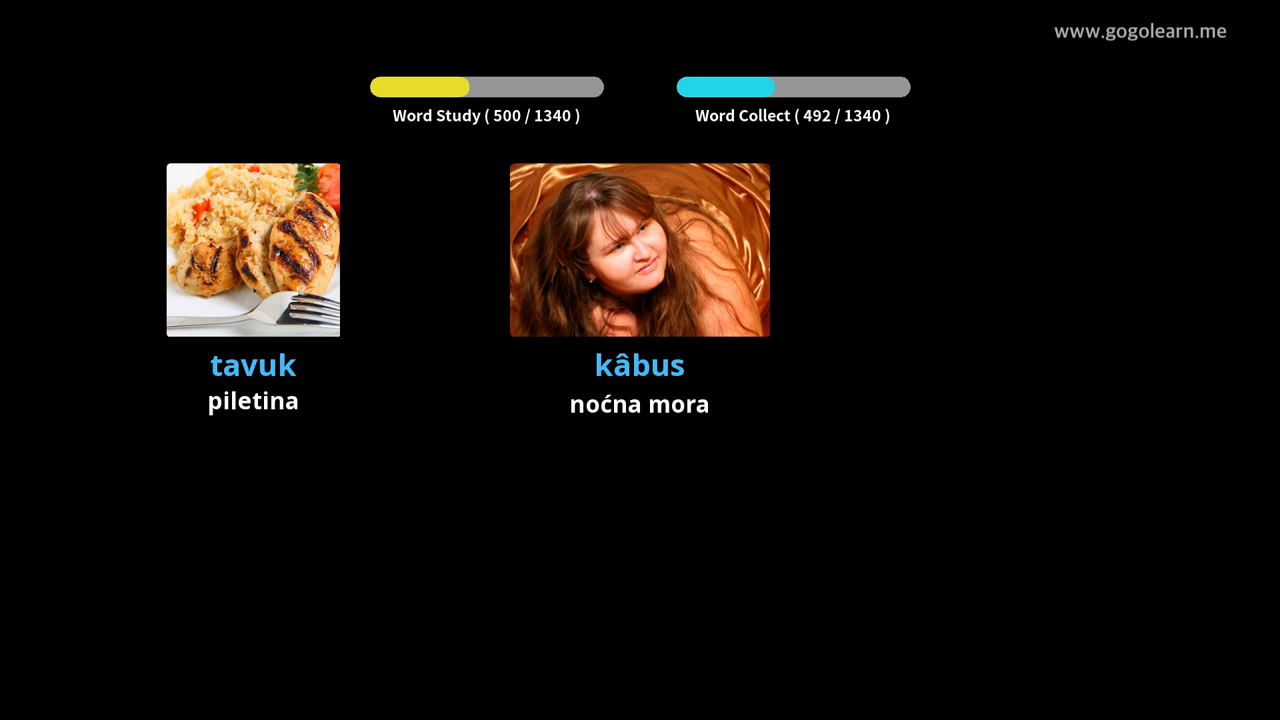 www.gogolearn.me
Word Study ( 500 / 1340 )
Word Collect ( 492 / 1340 )
tavuk
piletina
kâbus
noćna mora